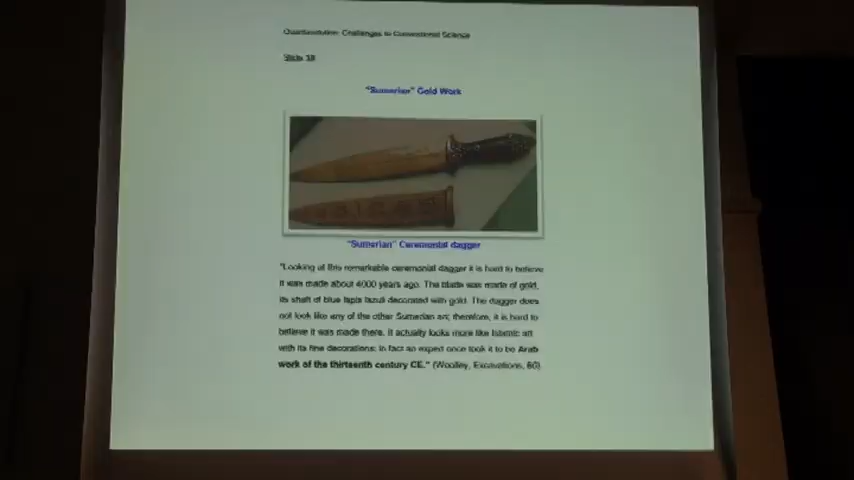 Quantavolution: Challenges to Conventional Science
Slide 38
"Sumerian" Gold Work
"Sumerian" Ceremonial dagger
"Looking at this remarkable ceremonial dagger it is hard to believe
it was made about 4000 years ago. The blade was made of gold,
its shaft of blue lapis lazuli decorated with gold. The dagger does
not look like any of the other Sumerian art; therefore, it is hard to
believe it was made there. It actually looks more like Islamic art
with its fine decorations; in fact an expert once took it to be Arab
work of the thirteenth century CE." (Woolley, Excavations, 60)